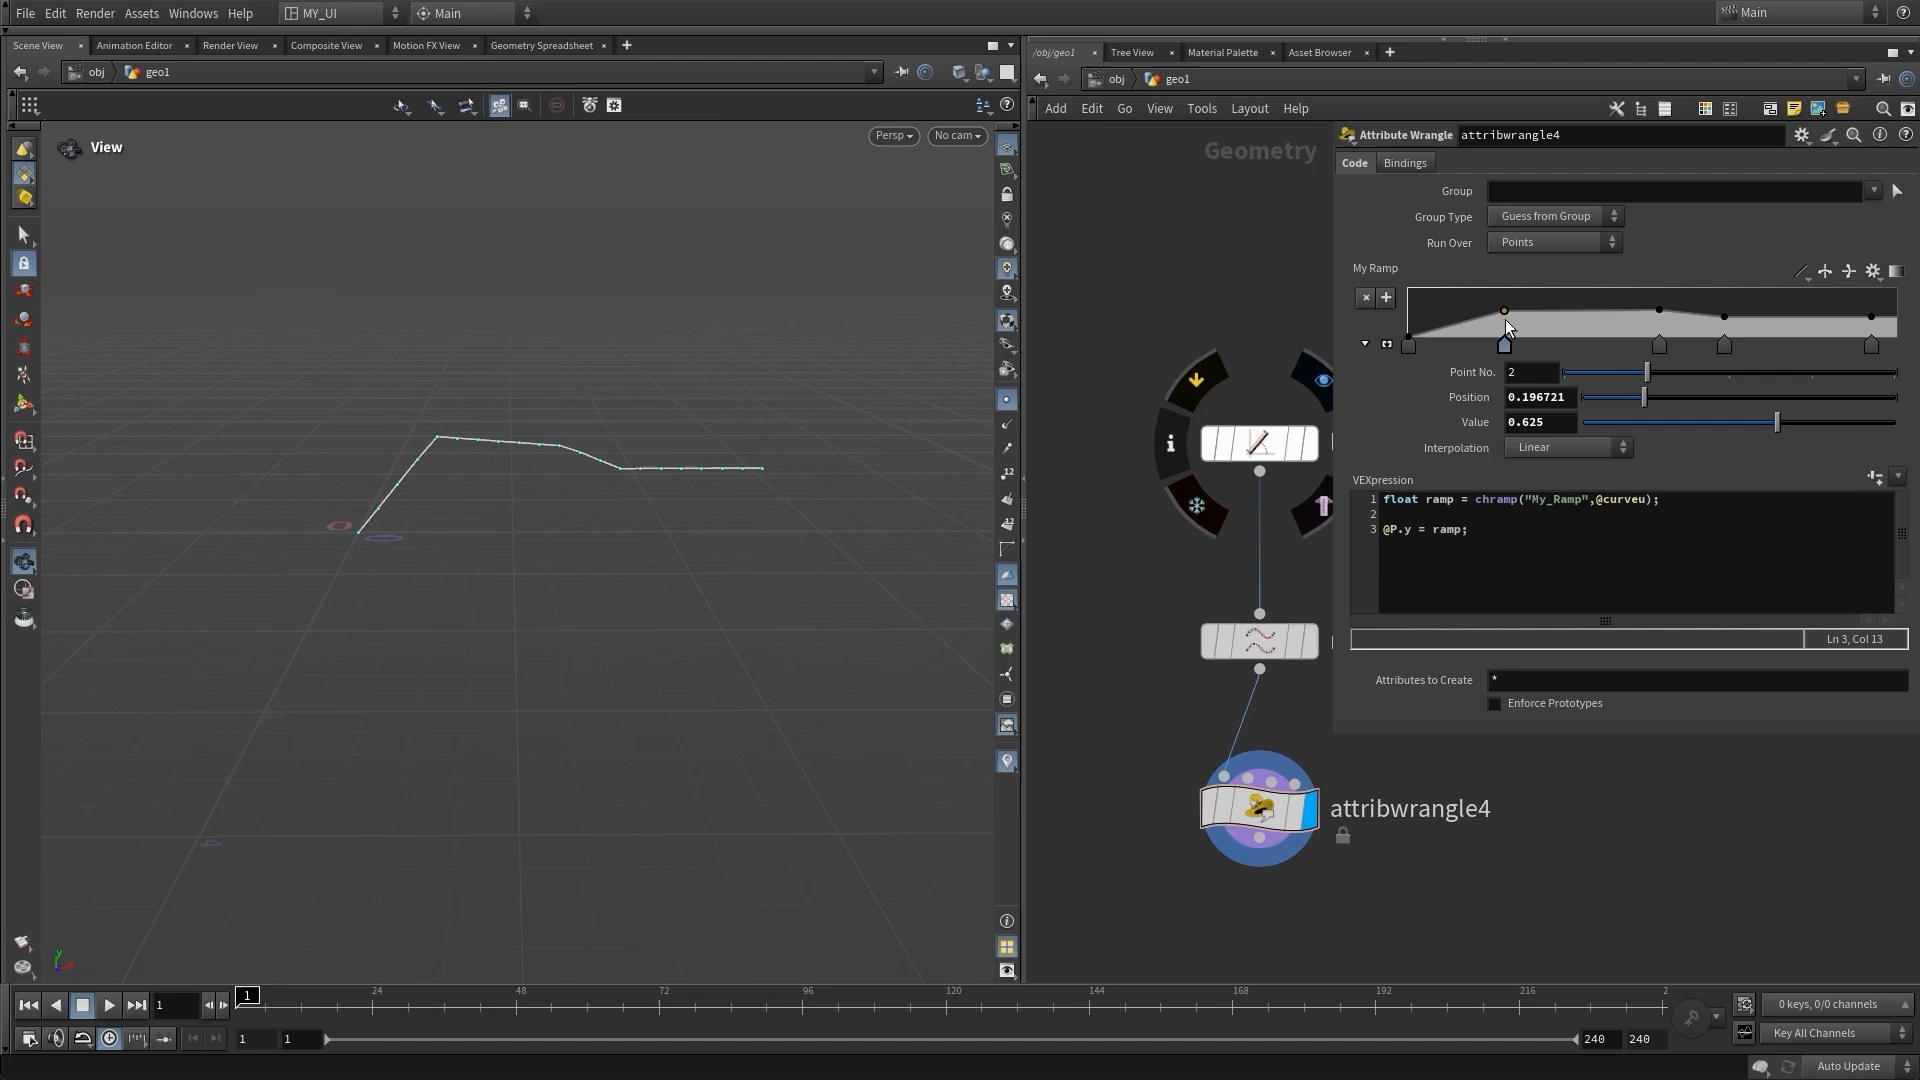 File Edit Render Assets Windows Help MY_UI Main Main
Scene View Animation Editor Render View Composite View Motion FX View Geometry Spreadsheet
obj geo1
View
Persp No cam
/obj/geo1 Tree View Material Palette Asset Browser
obj geo1
Add Edit Go View Tools Layout Help
Geometry
Attribute Wrangle attribwrangle4
Code Bindings
Group
Group Type Guess from Group
Run Over Points
My Ramp
Point No. 2
Position 0.196721
Value 0.625
Interpolation Linear
VEXpression
1 float ramp = chramp("My_Ramp",@curveu);
2
3 @P.y = ramp;
Ln 3, Col 13
Attributes to Create *
Enforce Prototypes
attribwrangle4
12
12
y
1 1 24 48 72 96 120 144 168 192 216 2
0 keys, 0/0 channels
1 1 240 240
Key All Channels
Auto Update